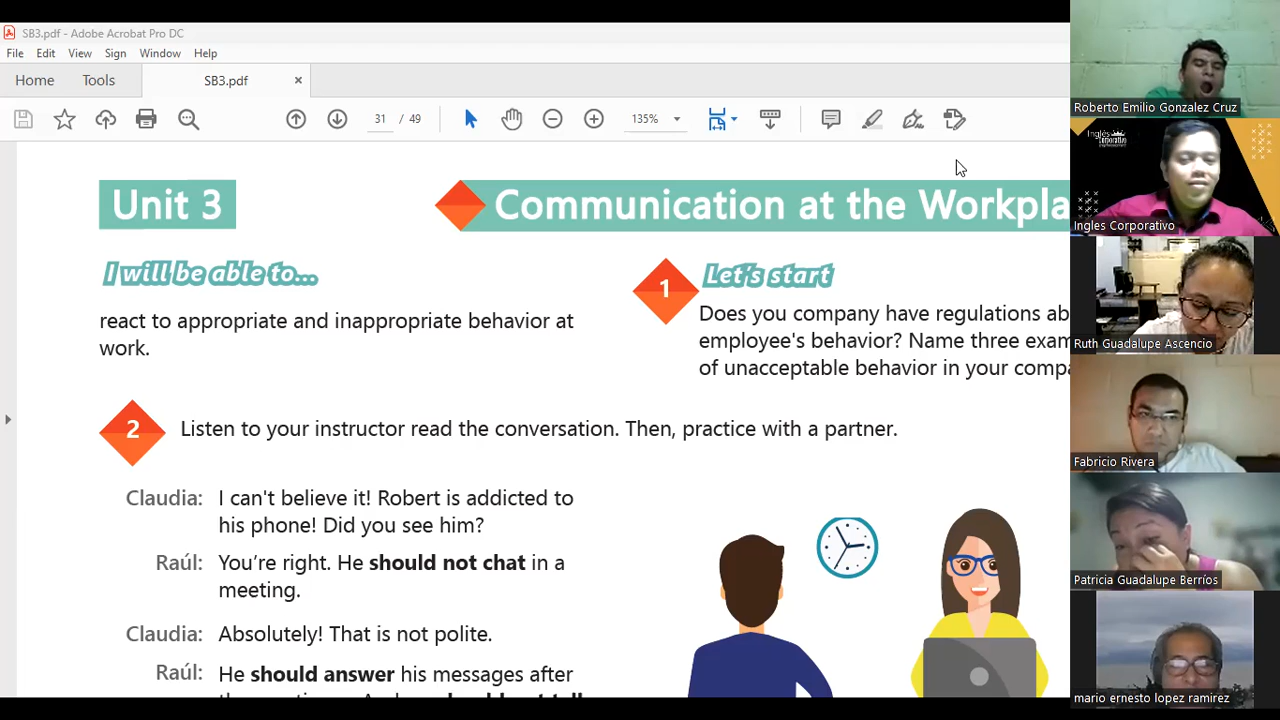 SB3.pdf - Adobe Acrobat Pro DC
File Edit View Window Sign Help
Home Tools SB3.pdf ×
31 / 49 135%
Unit 3
Communication at the Workpla
I will be able to...
react to appropriate and inappropriate behavior at
work.
1
Let's start
Does you company have regulations ab
employee's behavior? Name three exam
of unacceptable behavior in your compa
2
Listen to your instructor read the conversation. Then, practice with a partner.
Claudia: I can't believe it! Robert is addicted to
his phone! Did you see him?
Raúl: You're right. He should not chat in a
meeting.
Claudia: Absolutely! That is not polite.
Raúl: He should answer his messages after
Roberto Emilio Gonzalez Cruz
Inglés
Corporativo
Ingles Corporativo
Ruth Guadalupe Ascencio
Fabricio Rivera
Patricia Guadalupe Berríos
mario ernesto lopez ramirez